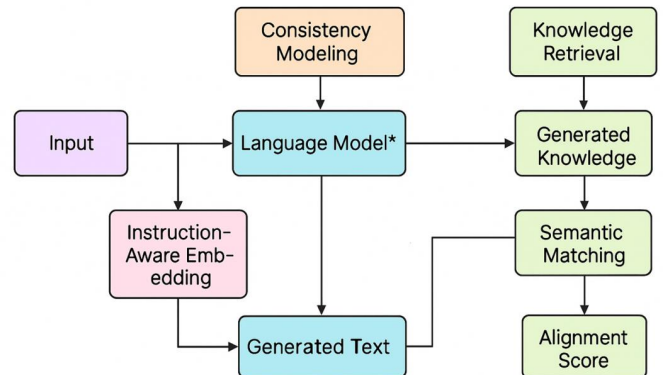 Consistency
Modeling
Knowledge
Retrieval
Input
Language Model*
Generated
Knowledge
Instruction-
Aware Emb-
edding
Semantic
Matching
Generated Text
Alignment
Score